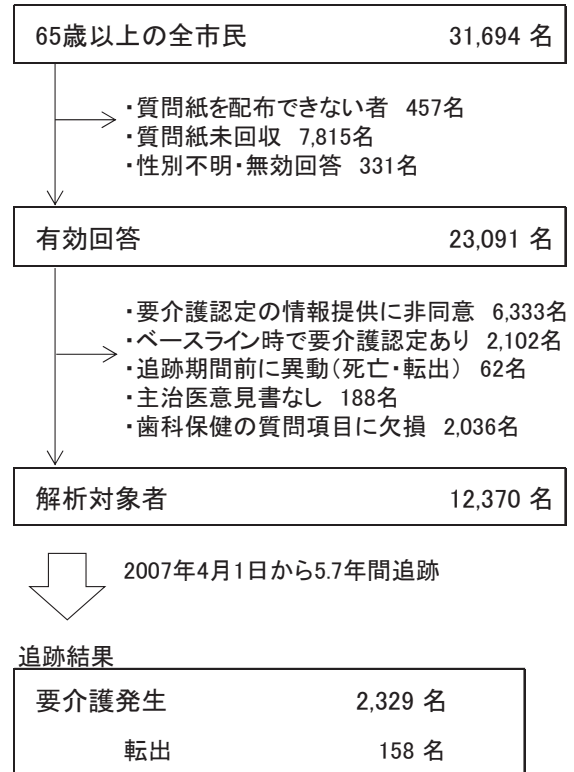 65歳以上の全市民 31,694 名
・質問紙を配布できない者 457名
・質問紙未回収 7,815名
・性別不明・無効回答 331名
有効回答 23,091 名
・要介護認定の情報提供に非同意 6,333名
・ベースライン時で要介護認定あり 2,102名
・追跡期間前に異動（死亡・転出） 62名
・主治医意見書なし 188名
・歯科保健の質問項目に欠損 2,036名
解析対象者 12,370 名
2007年4月1日から5.7年間追跡
追跡結果
要介護発生 2,329 名
転出 158 名